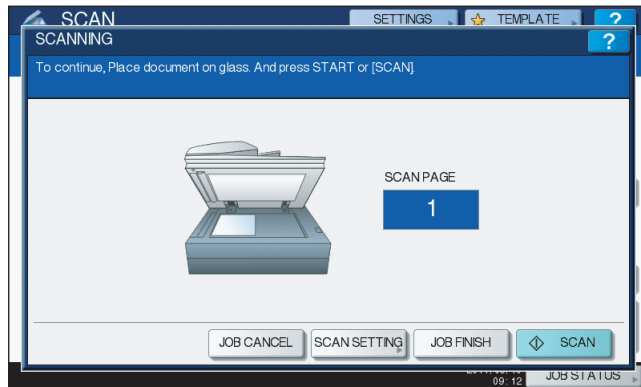 SCAN
SETTINGS
TEMPLATE
?
SCANNING
?
To continue, Place document on glass. And press START or [SCAN].
SCAN PAGE
1
JOB CANCEL
SCAN SETTING
JOB FINISH
SCAN
09:12
JOB STATUS